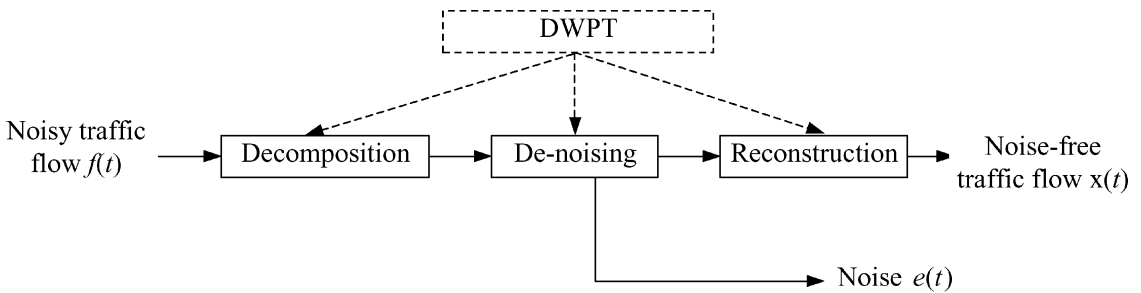 DWPT
Noisy traffic
flow f(t)
Decomposition
De-noising
Reconstruction
Noise-free
traffic flow x(t)
Noise e(t)